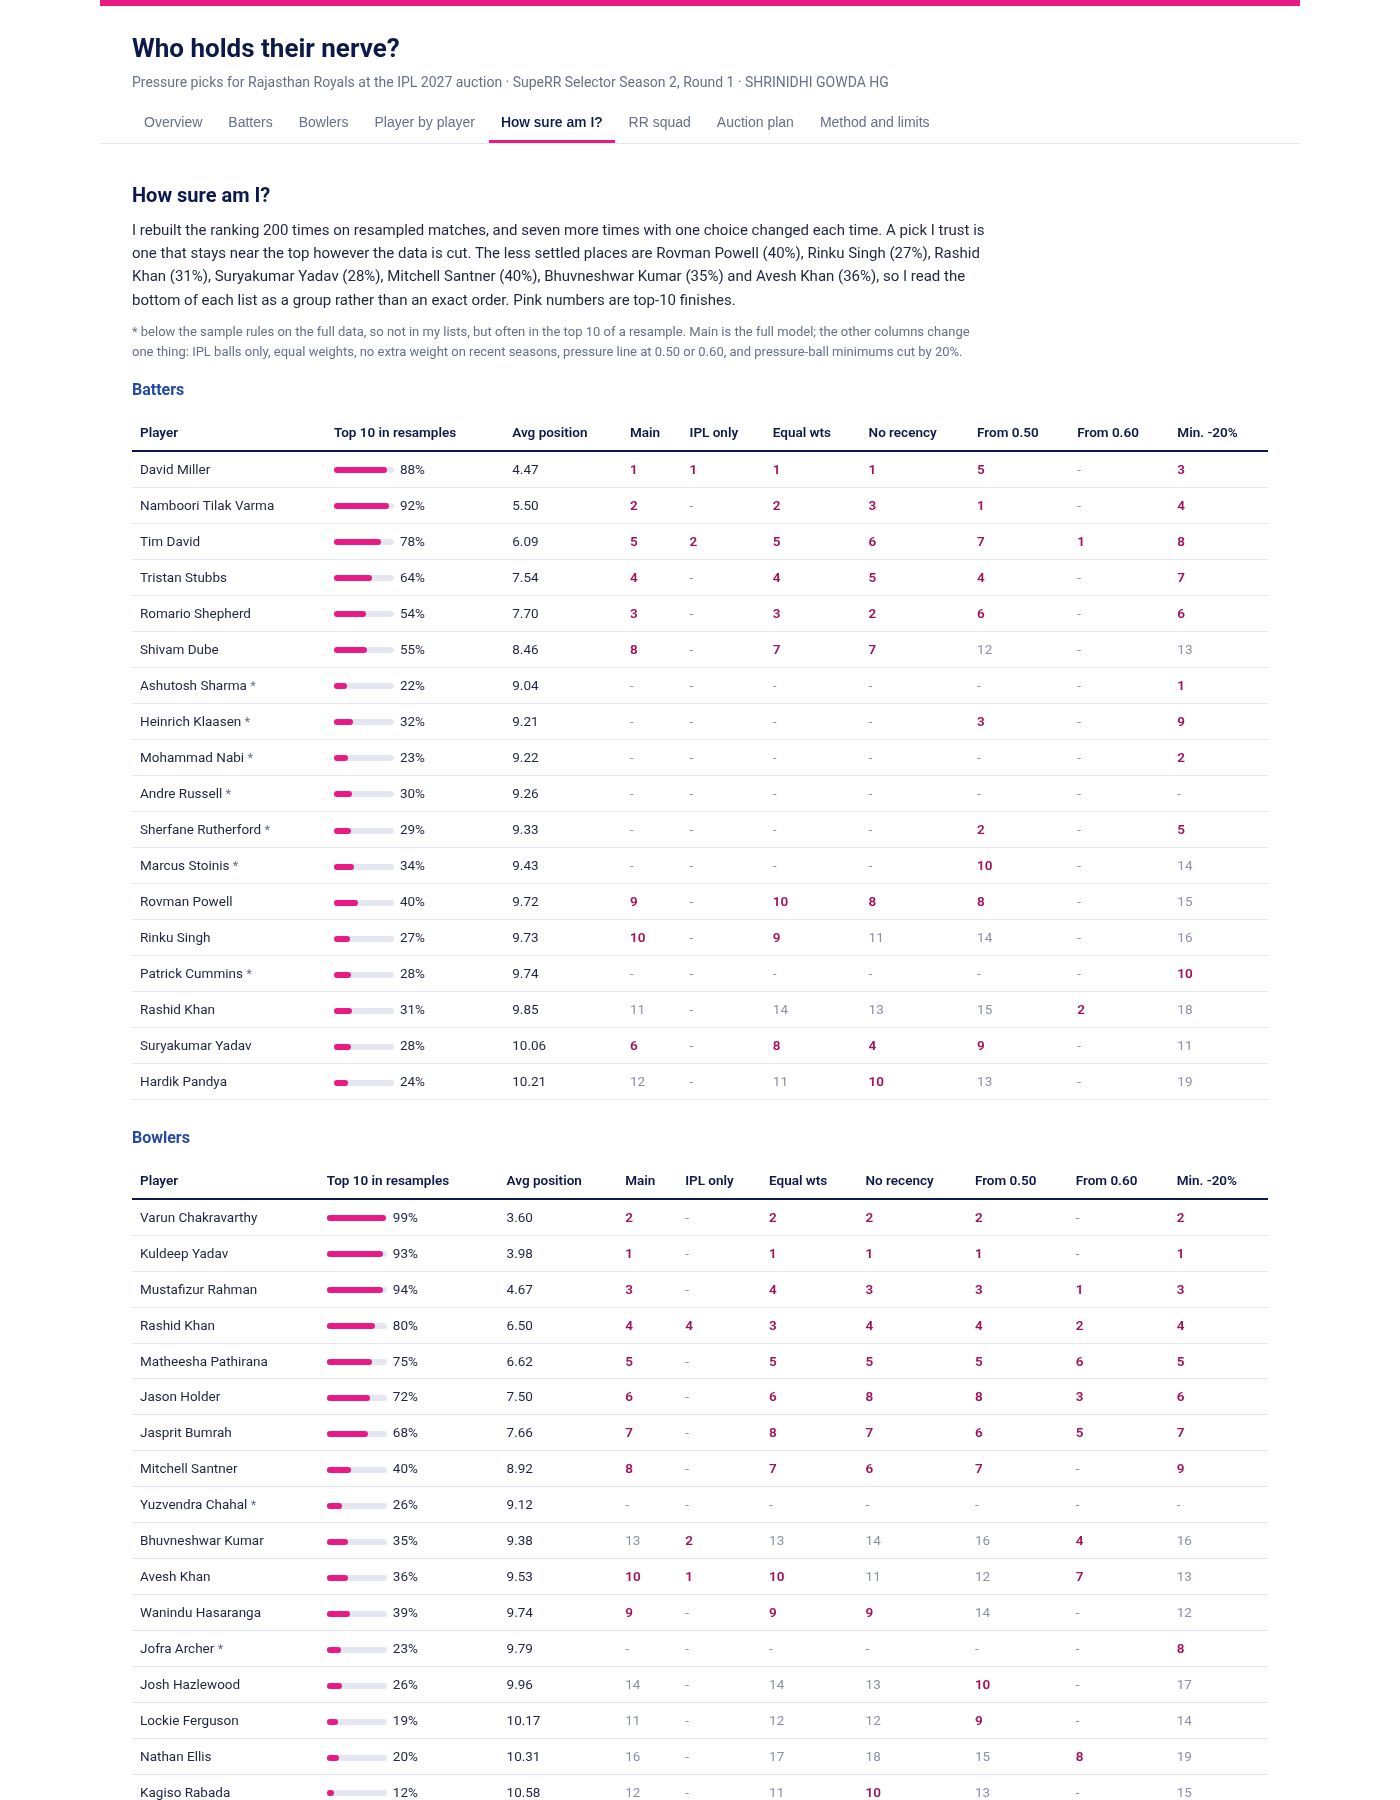 Who holds their nerve?
Pressure picks for Rajasthan Royals at the IPL 2027 auction · SupeRR Selector Season 2, Round 1 · SHRINIDHI GOWDA HG
Overview Batters Bowlers Player by player How sure am I? RR squad Auction plan Method and limits
How sure am I?
I rebuilt the ranking 200 times on resampled matches, and seven more times with one choice changed each time. A pick I trust is
one that stays near the top however the data is cut. The less settled places are Rovman Powell (40%), Rinku Singh (27%), Rashid
Khan (31%), Suryakumar Yadav (28%), Mitchell Santner (40%), Bhuvneshwar Kumar (35%) and Avesh Khan (36%), so I read the
bottom of each list as a group rather than an exact order. Pink numbers are top-10 finishes.
* below the sample rules on the full data, so not in my lists, but often in the top 10 of a resample. Main is the full model; the other columns change
one thing: IPL balls only, equal weights, no extra weight on recent seasons, pressure line at 0.50 or 0.60, and pressure-ball minimums cut by 20%.
Batters
Player Top 10 in resamples Avg position Main IPL only Equal wts No recency From 0.50 From 0.60 Min. -20%
David Miller 88% 4.47 1 1 1 1 5 - 3
Namboori Tilak Varma 92% 5.50 2 - 2 3 1 - 4
Tim David 78% 6.09 5 2 5 6 7 1 8
Tristan Stubbs 64% 7.54 4 - 4 5 4 - 7
Romario Shepherd 54% 7.70 3 - 3 2 6 - 6
Shivam Dube 55% 8.46 8 - 7 7 12 - 13
Ashutosh Sharma * 22% 9.04 - - - - - - 1
Heinrich Klaasen * 32% 9.21 - - - - 3 - 9
Mohammad Nabi * 23% 9.22 - - - - - - 2
Andre Russell * 30% 9.26 - - - - - - -
Sherfane Rutherford * 29% 9.33 - - - - 2 - 5
Marcus Stoinis * 34% 9.43 - - - - 10 - 14
Rovman Powell 40% 9.72 9 - 10 8 8 - 15
Rinku Singh 27% 9.73 10 - 9 11 14 - 16
Patrick Cummins * 28% 9.74 - - - - - - 10
Rashid Khan 31% 9.85 11 - 14 13 15 2 18
Suryakumar Yadav 28% 10.06 6 - 8 4 9 - 11
Hardik Pandya 24% 10.21 12 - 11 10 13 - 19
Bowlers
Player Top 10 in resamples Avg position Main IPL only Equal wts No recency From 0.50 From 0.60 Min. -20%
Varun Chakravarthy 99% 3.60 2 - 2 2 2 - 2
Kuldeep Yadav 93% 3.98 1 - 1 1 1 - 1
Mustafizur Rahman 94% 4.67 3 - 4 3 3 1 3
Rashid Khan 80% 6.50 4 4 3 4 4 2 4
Matheesha Pathirana 75% 6.62 5 - 5 5 5 6 5
Jason Holder 72% 7.50 6 - 6 8 8 3 6
Jasprit Bumrah 68% 7.66 7 - 8 7 6 5 7
Mitchell Santner 40% 8.92 8 - 7 6 7 - 9
Yuzvendra Chahal * 26% 9.12 - - - - - - -
Bhuvneshwar Kumar 35% 9.38 13 2 13 14 16 4 16
Avesh Khan 36% 9.53 10 1 10 11 12 7 13
Wanindu Hasaranga 39% 9.74 9 - 9 9 14 - 12
Jofra Archer * 23% 9.79 - - - - - - 8
Josh Hazlewood 26% 9.96 14 - 14 13 10 - 17
Lockie Ferguson 19% 10.17 11 - 12 12 9 - 14
Nathan Ellis 20% 10.31 16 - 17 18 15 8 19
Kagiso Rabada 12% 10.58 12 - 11 10 13 - 15